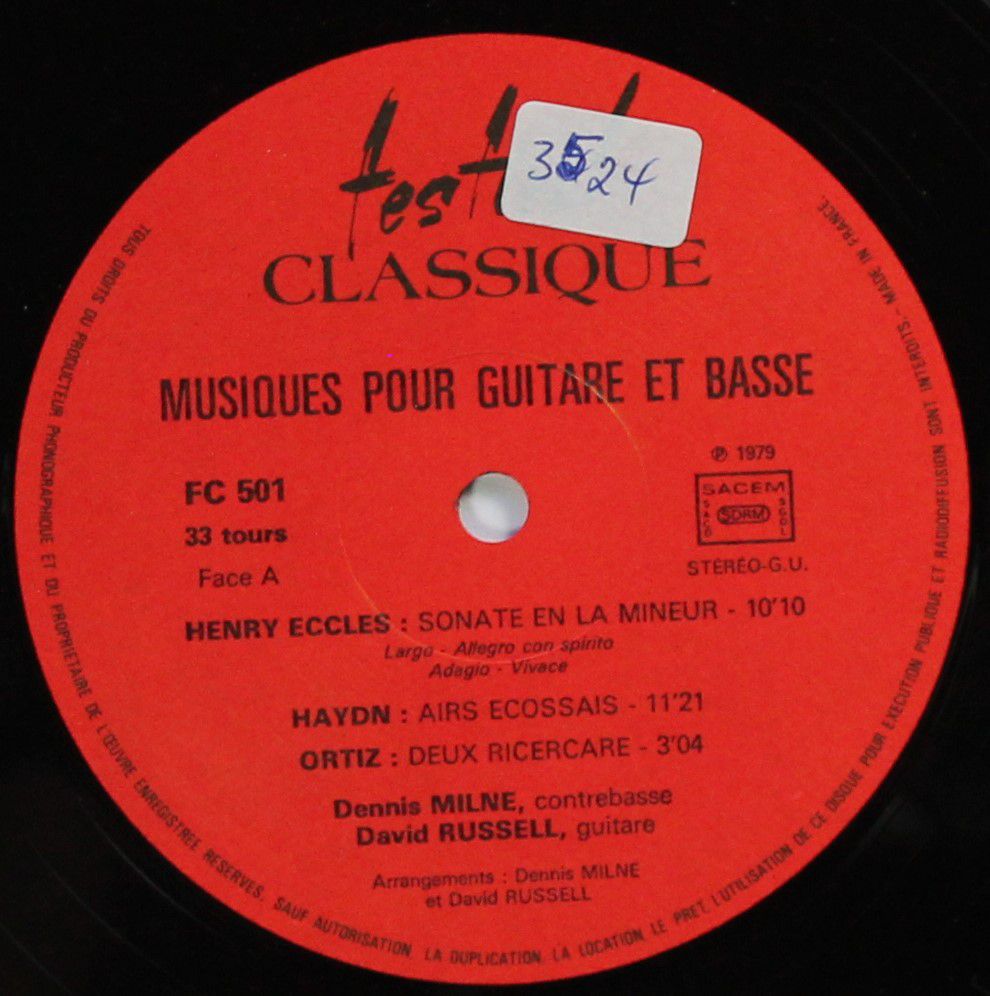 3524
CLASSIQUE
MUSIQUES POUR GUITARE ET BASSE
FC 501
33 tours
Face A
℗ 1979
SACEM
SACD
SDRM
SGDL
STÉRÉO-G.U.
HENRY ECCLES : SONATE EN LA MINEUR - 10'10
Largo - Allegro con spirito
Adagio - Vivace
HAYDN : AIRS ECOSSAIS - 11'21
ORTIZ : DEUX RICERCARE - 3'04
Dennis MILNE, contrebasse
David RUSSELL, guitare
Arrangements : Dennis MILNE
et David RUSSELL
TOUS DROITS DU PRODUCTEUR PHONOGRAPHIQUE ET DU PROPRIETAIRE DE L'ŒUVRE ENREGISTREE RESERVES. SAUF AUTORISATION LA DUPLICATION, LA LOCATION, LE PRET, L'UTILISATION DE CE DISQUE POUR EXECUTION PUBLIQUE ET RADIODIFFUSION SONT INTERDITS. - MADE IN FRANCE.